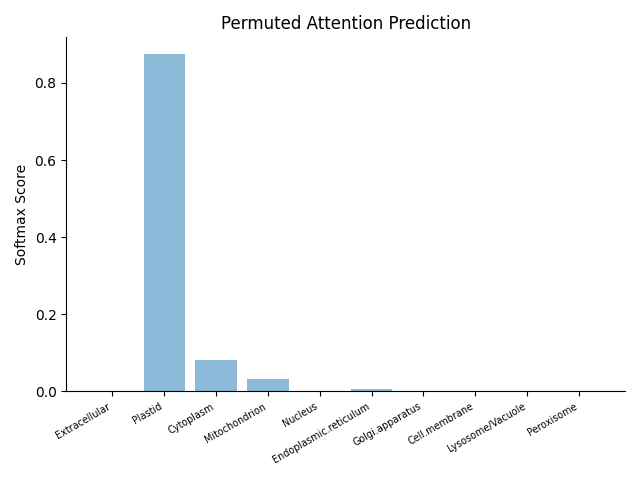 Permuted Attention Prediction
Softmax Score
0.8
0.6
0.4
0.2
0.0
Extracellular
Plastid
Cytoplasm
Mitochondrion
Nucleus
Endoplasmic.reticulum
Golgi.apparatus
Cell.membrane
Lysosome/Vacuole
Peroxisome